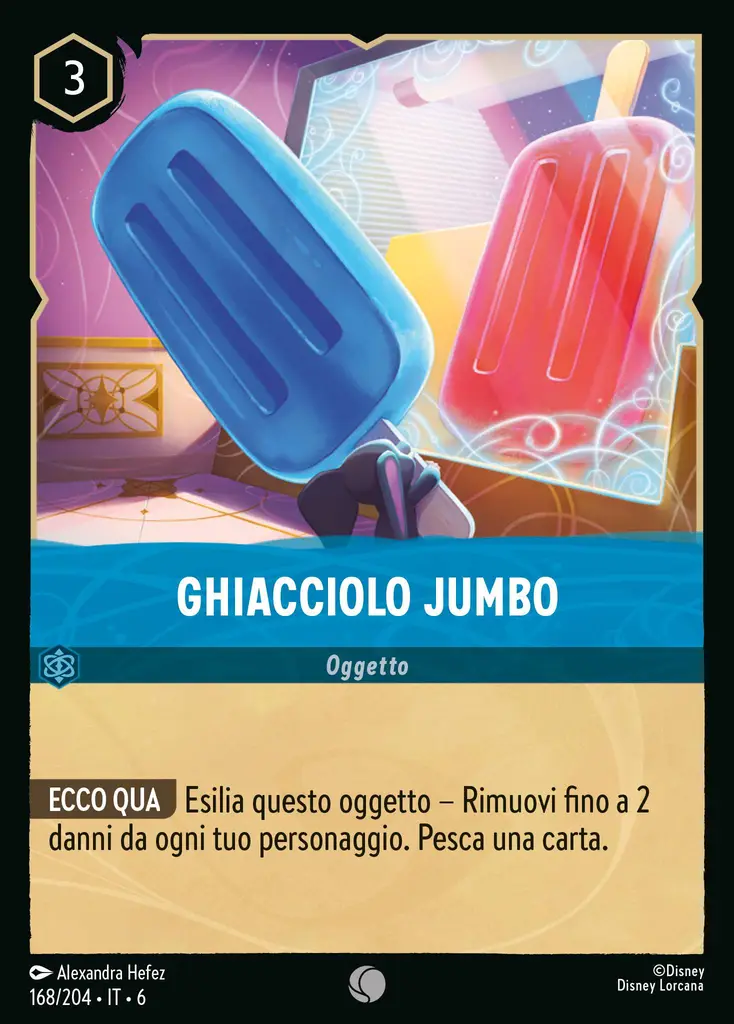 3
GHIACCIOLO JUMBO
Oggetto
ECCO QUA Esilia questo oggetto – Rimuovi fino a 2
danni da ogni tuo personaggio. Pesca una carta.
Alexandra Hefez
©Disney
168/204 • IT • 6
Disney Lorcana